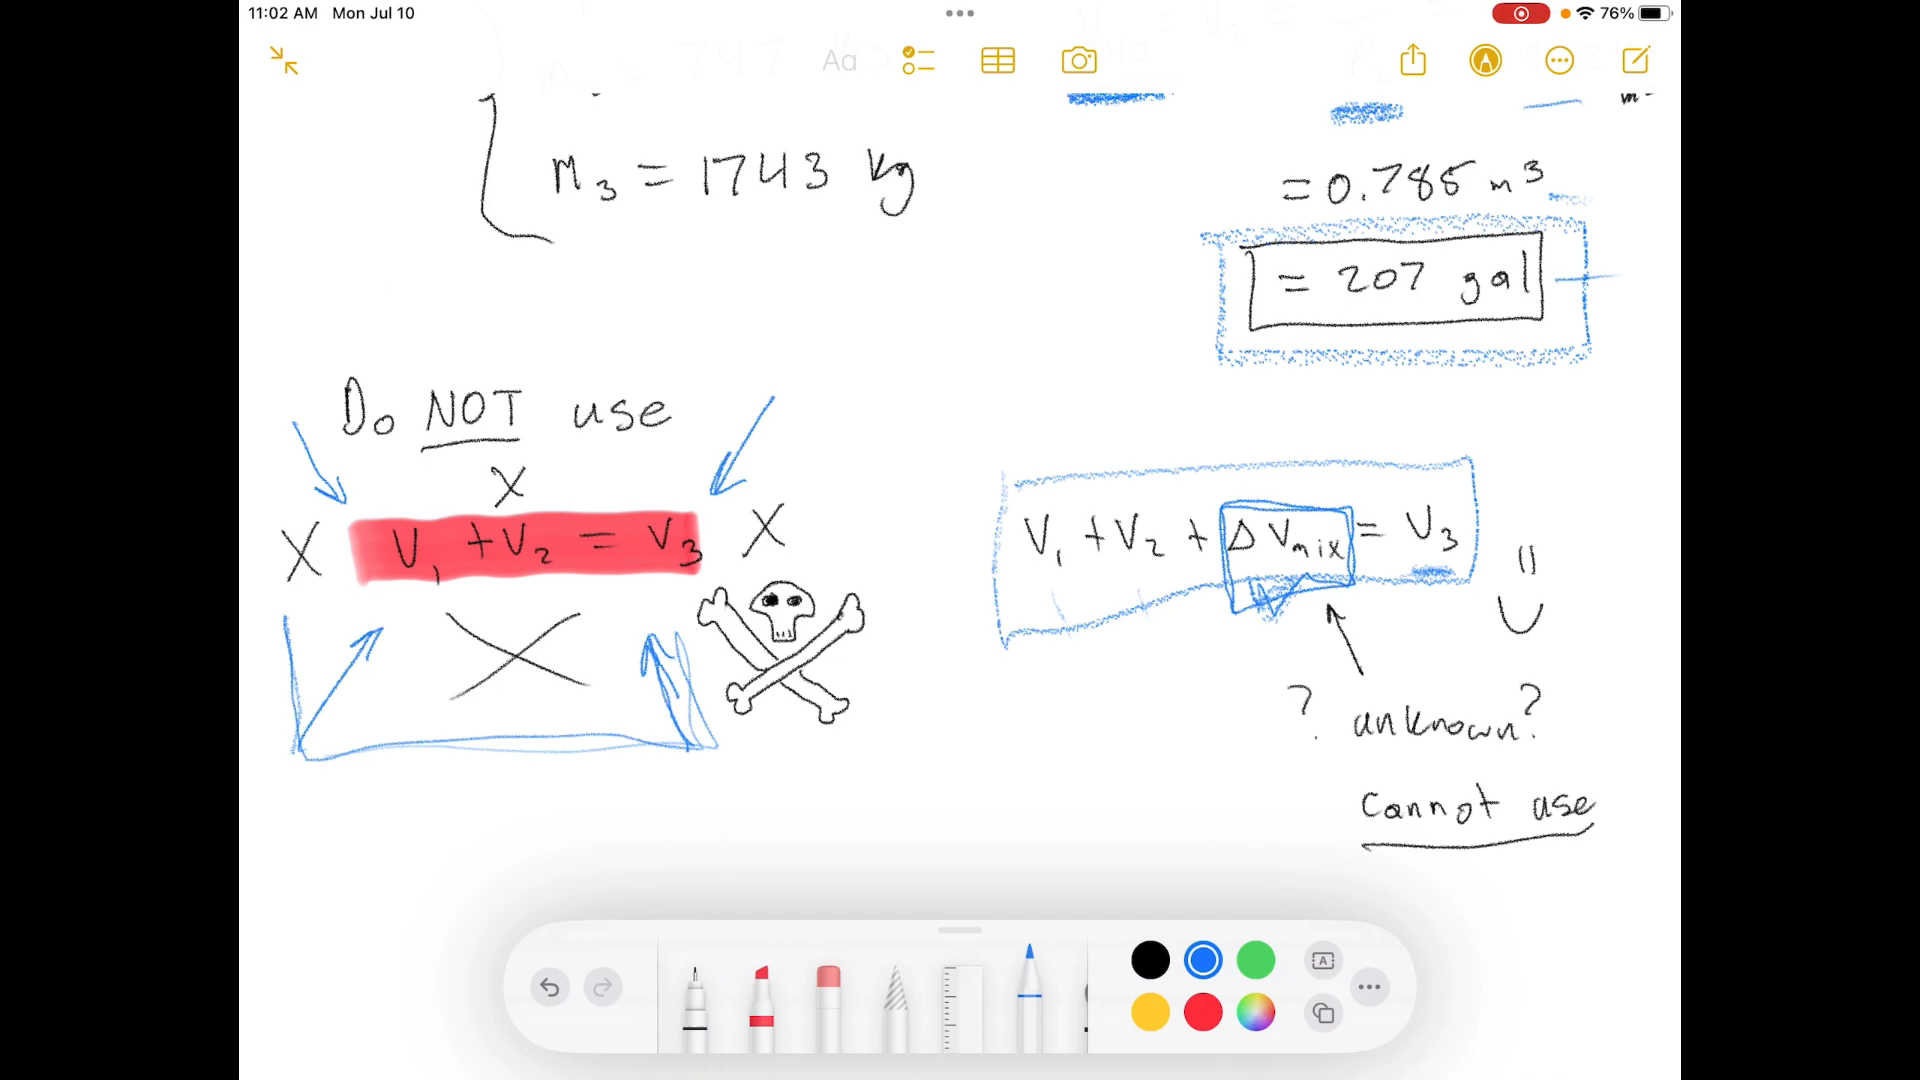 11:02 AM Mon Jul 10
76%
Aa
m₃ = 1743 kg
= 0.785 m³
= 207 gal
Do NOT use
X
X V₁ + V₂ = V₃ X
V₁ + V₂ + ΔVmix = V₃
? unknown?
cannot use
A